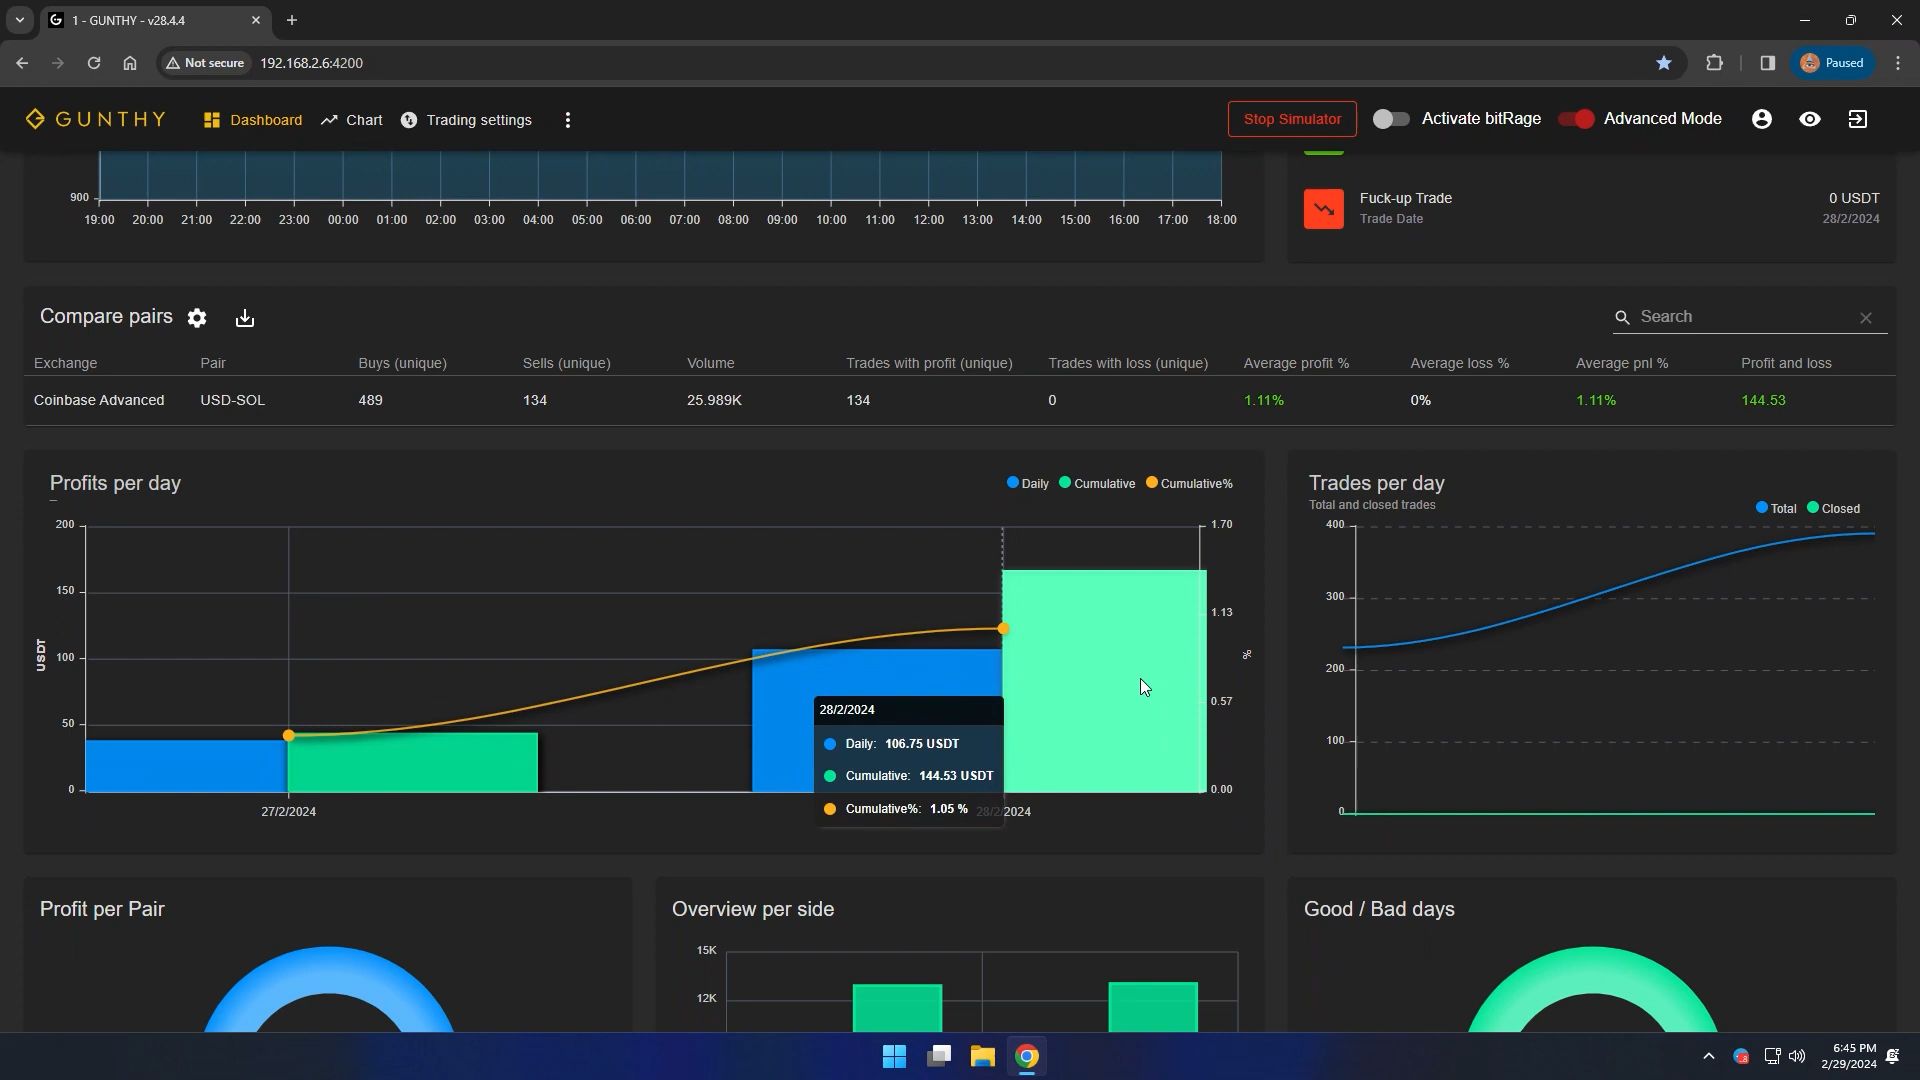 1 - GUNTHY - v28.4.4
Not secure
192.168.2.6:4200
Paused
GUNTHY
Dashboard
Chart
Trading settings
Stop Simulator
Activate bitRage
Advanced Mode
900
19:00 20:00 21:00 22:00 23:00 00:00 01:00 02:00 03:00 04:00 05:00 06:00 07:00 08:00 09:00 10:00 11:00 12:00 13:00 14:00 15:00 16:00 17:00 18:00
Fuck-up Trade 0 USDT
Trade Date 28/2/2024
Compare pairs
Search
Exchange Pair Buys (unique) Sells (unique) Volume Trades with profit (unique) Trades with loss (unique) Average profit % Average loss % Average pnl % Profit and loss
Coinbase Advanced USD-SOL 489 134 25.989K 134 0 1.11% 0% 1.11% 144.53
Profits per day
Daily Cumulative Cumulative%
200
150
100
50
0
USDT
1.70
1.13
0.57
0.00
%
27/2/2024
28/2/2024
28/2/2024
Daily: 106.75 USDT
Cumulative: 144.53 USDT
Cumulative%: 1.05 %
Trades per day
Total and closed trades
Total Closed
400
300
200
100
0
Profit per Pair
Overview per side
15K
12K
Good / Bad days
6:45 PM
2/29/2024